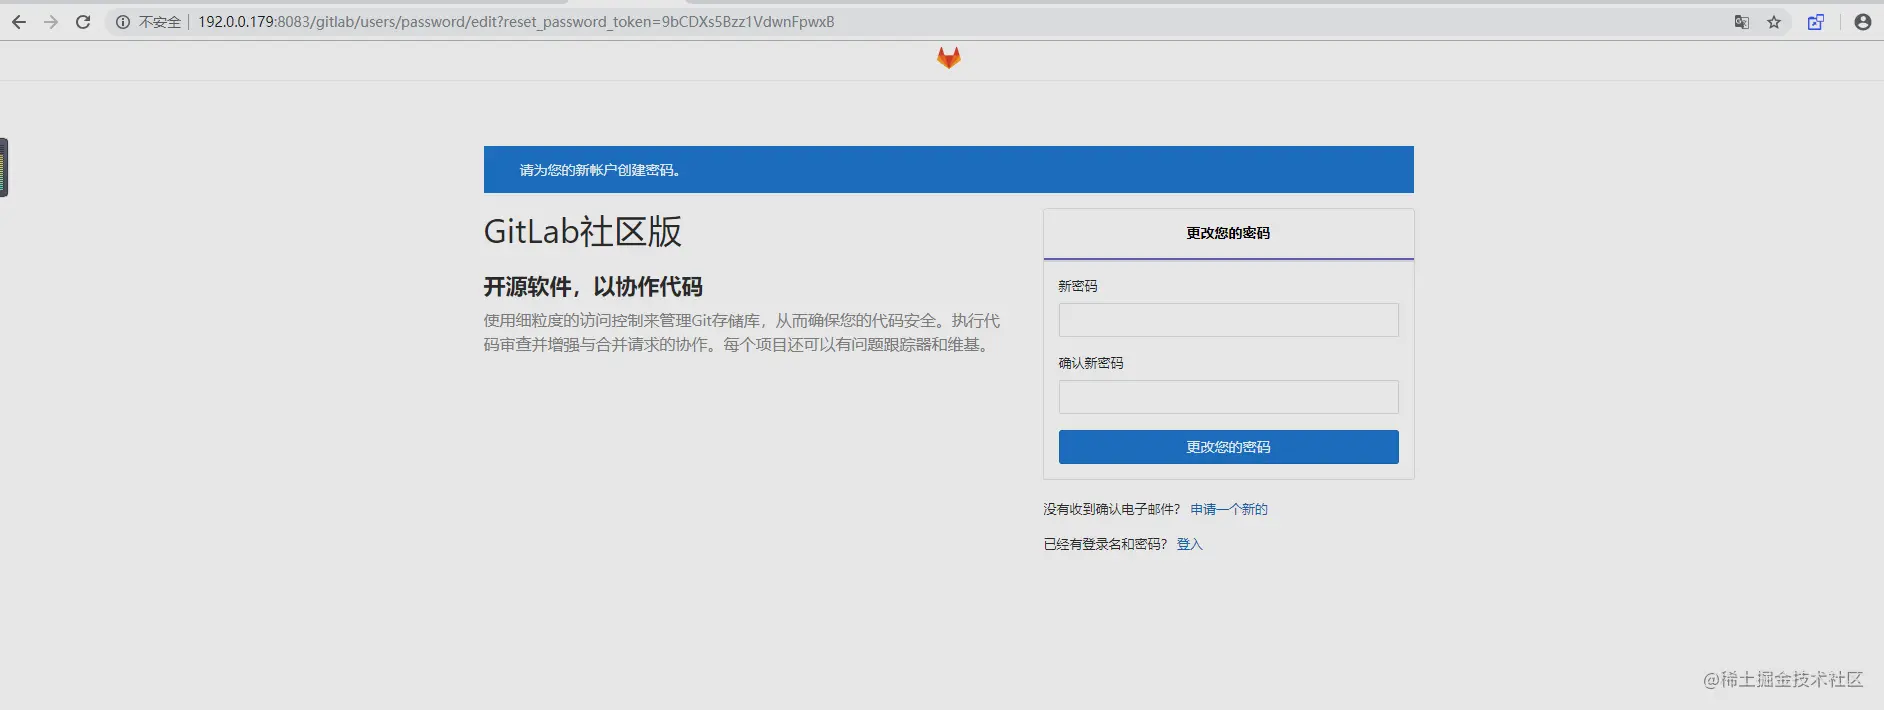 不安全 192.0.0.179:8083/gitlab/users/password/edit?reset_password_token=9bCDXs5Bzz1VdwnFpwxB
请为您的新帐户创建密码。
GitLab社区版
开源软件，以协作代码
使用细粒度的访问控制来管理Git存储库，从而确保您的代码安全。执行代
码审查并增强与合并请求的协作。每个项目还可以有问题跟踪器和维基。
更改您的密码
新密码
确认新密码
更改您的密码
没有收到确认电子邮件？ 申请一个新的
已经有登录名和密码？ 登入
@稀土掘金技术社区